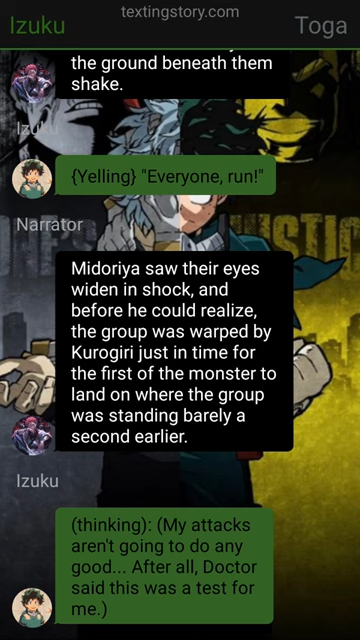 textingstory.com
Izuku
Toga
the ground beneath them
shake.
Izuku
{Yelling} "Everyone, run!"
Narrator
Midoriya saw their eyes
widen in shock, and
before he could realize,
the group was warped by
Kurogiri just in time for
the first of the monster to
land on where the group
was standing barely a
second earlier.
Izuku
(thinking): (My attacks
aren't going to do any
good... After all, Doctor
said this was a test for
me.)